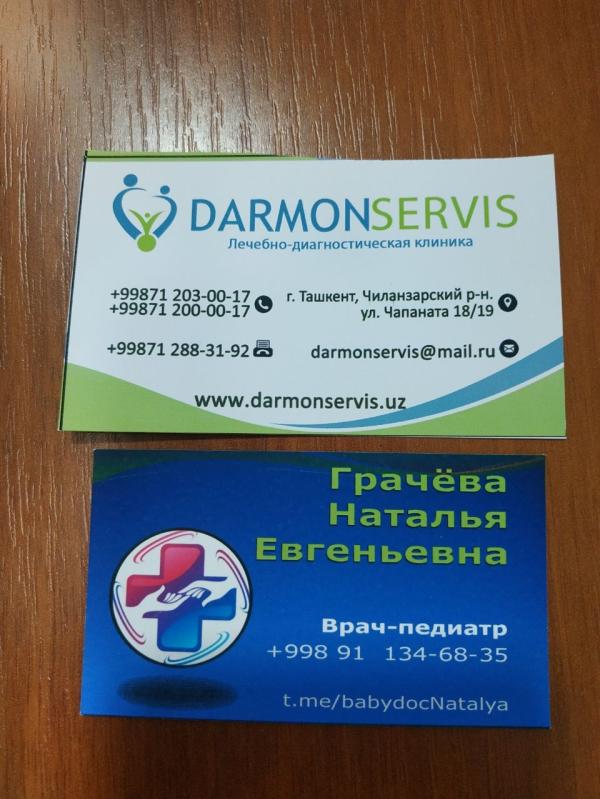 DARMONSERVIS
Лечебно-диагностическая клиника
+99871 203-00-17
+99871 200-00-17
г. Ташкент, Чиланзарский р-н.
ул. Чапаната 18/19
+99871 288-31-92
darmonservis@mail.ru
www.darmonservis.uz
Грачёва
Наталья
Евгеньевна
Врач-педиатр
+998 91 134-68-35
t.me/babydocNatalya